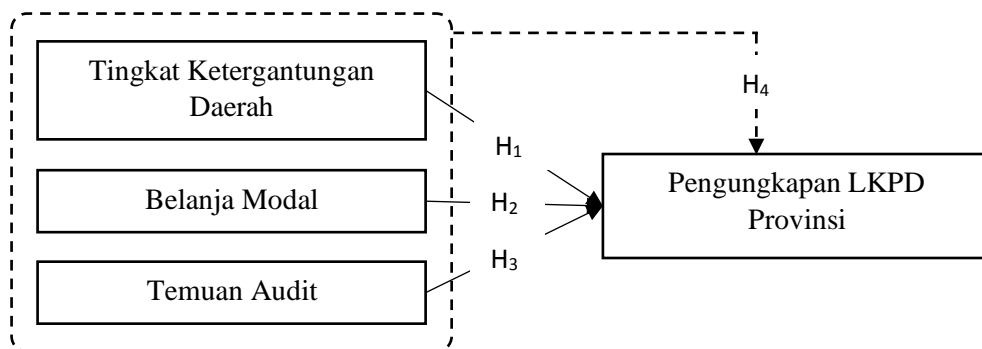 Tingkat Ketergantungan
Daerah
Belanja Modal
Temuan Audit
H₁
H₂
H₃
H₄
Pengungkapan LKPD
Provinsi